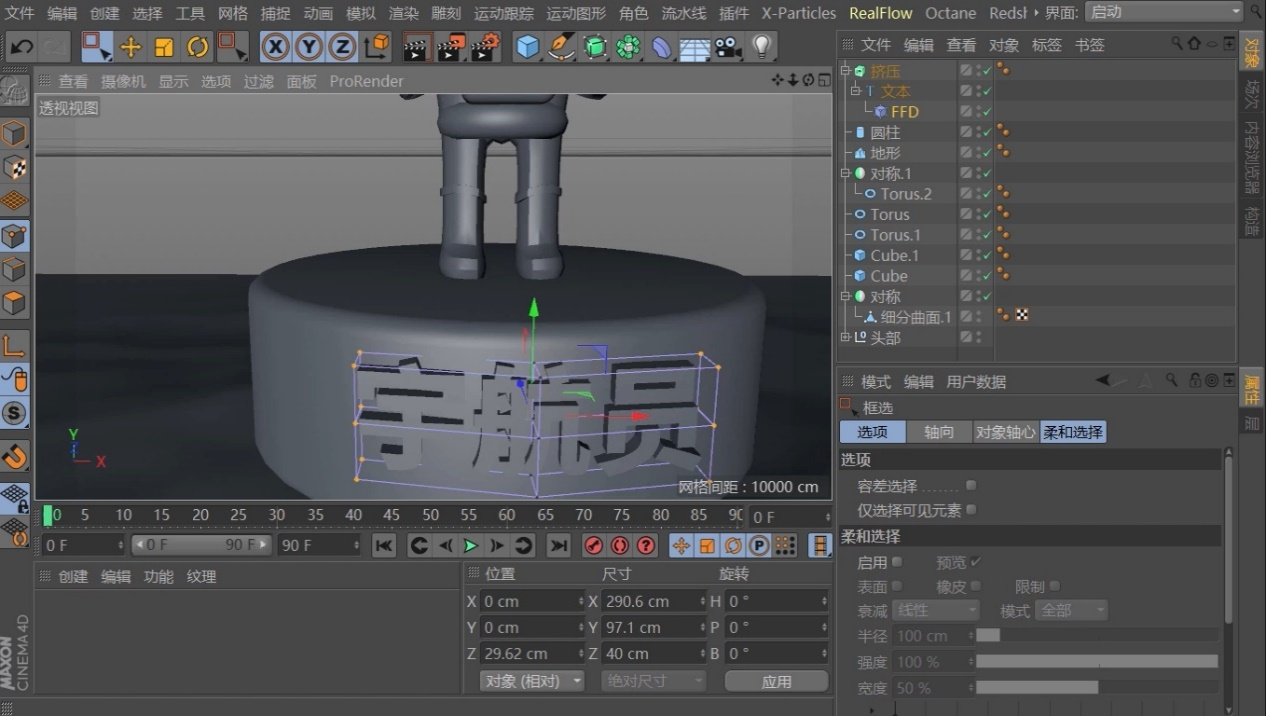 文件 编辑 创建 选择 工具 网格 捕捉 动画 模拟 渲染 雕刻 运动跟踪 运动图形 角色 流水线 插件 X-Particles RealFlow Octane Redsh 界面: 启动
查看 摄像机 显示 选项 过滤 面板 ProRender
透视视图
宇航员
Y
X
网格间距 : 10000 cm
0 5 10 15 20 25 30 35 40 45 50 55 60 65 70 75 80 85 90 0 F
0 F 0 F 90 F 90 F
创建 编辑 功能 纹理
位置 尺寸 旋转
X 0 cm X 290.6 cm H 0 °
Y 0 cm Y 97.1 cm P 0 °
Z 29.62 cm Z 40 cm B 0 °
对象 (相对) 绝对尺寸 应用
MAXON
CINEMA 4D
文件 编辑 查看 对象 标签 书签
挤压
文本
FFD
圆柱
地形
对称.1
Torus.2
Torus
Torus.1
Cube.1
Cube
对称
细分曲面.1
头部
对象
场次
内容浏览器
构造
模式 编辑 用户数据
框选
选项 轴向 对象轴心 柔和选择
选项
容差选择
仅选择可见元素
柔和选择
启用 预览
表面 橡皮 限制
衰减 线性 模式 全部
半径 100 cm
强度 100 %
宽度 50 %
属性
层